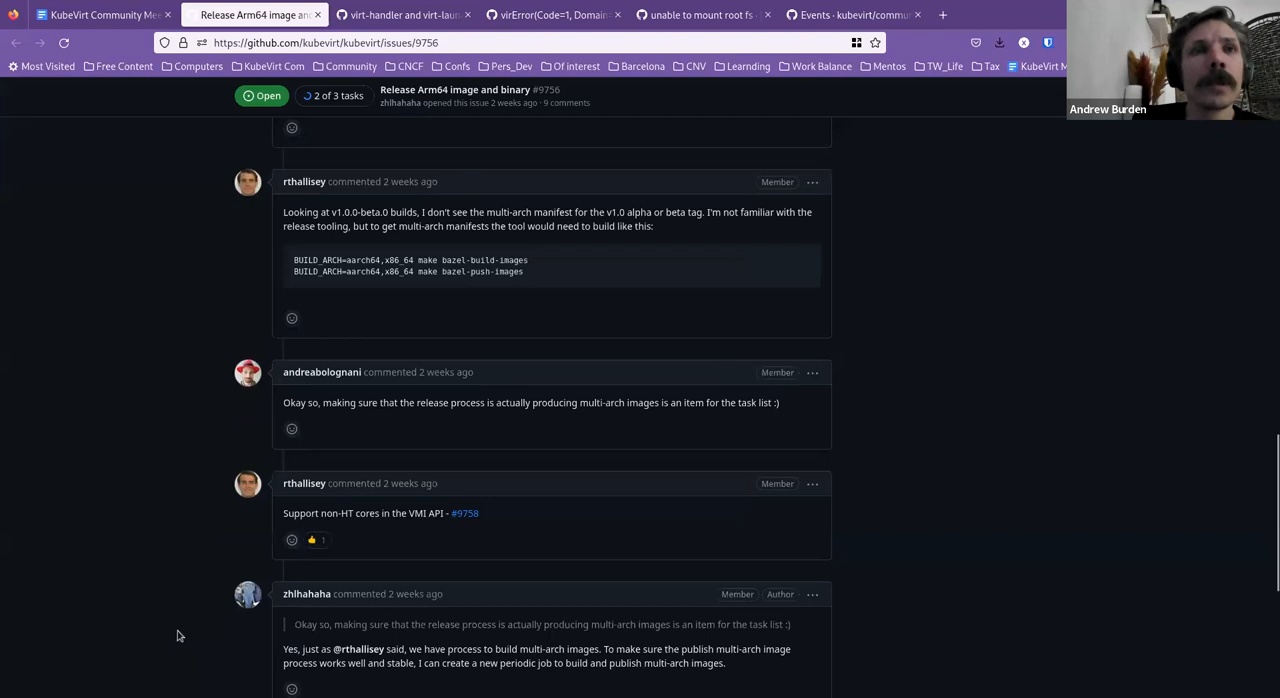 KubeVirt Community Mee
Release Arm64 image an
virt-handler and virt-lau
virError(Code=1, Domain=
unable to mount root fs
Events · kubevirt/commu
https://github.com/kubevirt/kubevirt/issues/9756
Most Visited
Free Content
Computers
KubeVirt Com
Community
CNCF
Confs
Pers_Dev
Of interest
Barcelona
CNV
Learnding
Work Balance
Mentos
TW_Life
Tax
KubeVirt M
Andrew Burden
Open
2 of 3 tasks
Release Arm64 image and binary #9756
zhlhahaha opened this issue 2 weeks ago · 9 comments
rthallisey commented 2 weeks ago
Member
Looking at v1.0.0-beta.0 builds, I don't see the multi-arch manifest for the v1.0 alpha or beta tag. I'm not familiar with the
release tooling, but to get multi-arch manifests the tool would need to build like this:
BUILD_ARCH=aarch64,x86_64 make bazel-build-images
BUILD_ARCH=aarch64,x86_64 make bazel-push-images
andreabolognani commented 2 weeks ago
Member
Okay so, making sure that the release process is actually producing multi-arch images is an item for the task list :)
rthallisey commented 2 weeks ago
Member
Support non-HT cores in the VMI API - #9758
1
zhlhahaha commented 2 weeks ago
Member
Author
Okay so, making sure that the release process is actually producing multi-arch images is an item for the task list :)
Yes, just as @rthallisey said, we have process to build multi-arch images. To make sure the publish multi-arch image
process works well and stable, I can create a new periodic job to build and publish multi-arch images.